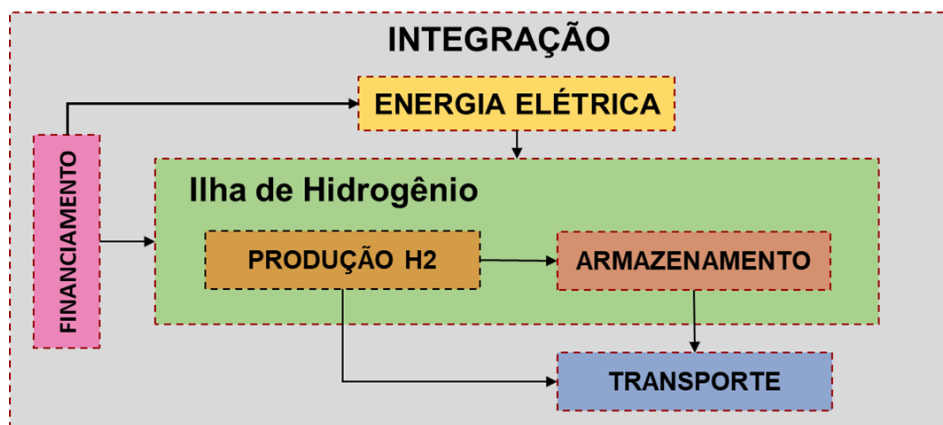 INTEGRAÇÃO
ENERGIA ELÉTRICA
FINANCIAMENTO
Ilha de Hidrogênio
PRODUÇÃO H2
ARMAZENAMENTO
TRANSPORTE